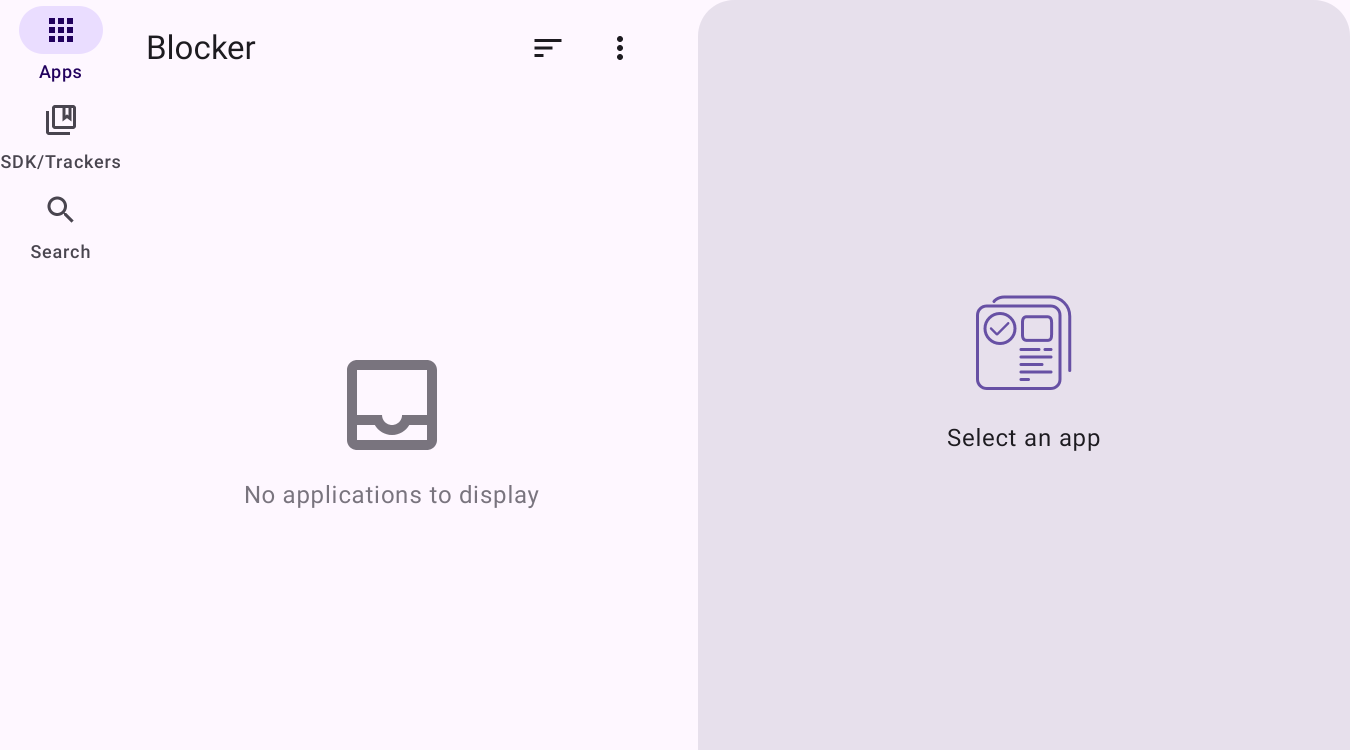 Apps
SDK/Trackers
Search
Blocker
No applications to display
Select an app